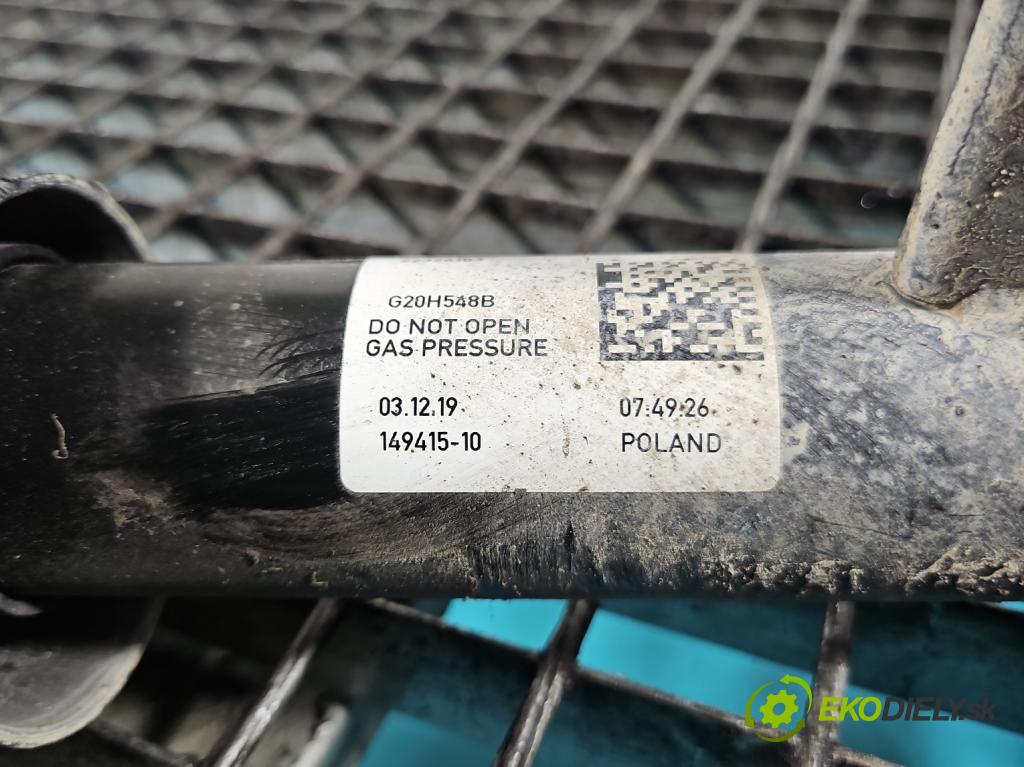 G20H548B
DO NOT OPEN
GAS PRESSURE
03.12.19 07:49:26
149415-10 POLAND
EKODIELY.sk